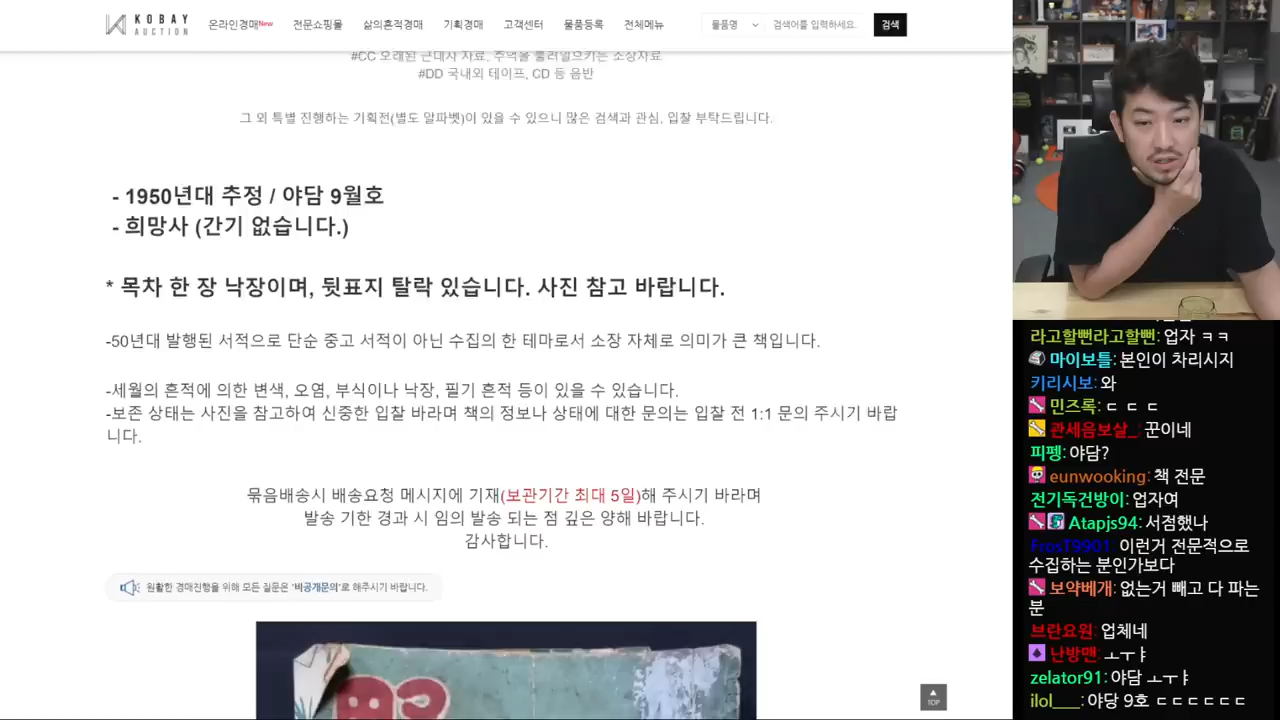 KOBAY
AUCTION
온라인경매New
전문쇼핑몰
삶의흔적경매
기획경매
고객센터
물품등록
전체메뉴
물품명
검색어를 입력하세요.
검색
#CC 오래된 근대사 자료, 추억을 불러일으키는 소장자료
#DD 국내외 테이프, CD 등 음반
그 외 특별 진행하는 기획전(별도 알파벳)이 있을 수 있으니 많은 검색과 관심, 입찰 부탁드립니다.
- 1950년대 추정 / 야담 9월호
- 희망사 (간기 없습니다.)
* 목차 한 장 낙장이며, 뒷표지 탈락 있습니다. 사진 참고 바랍니다.
-50년대 발행된 서적으로 단순 중고 서적이 아닌 수집의 한 테마로서 소장 자체로 의미가 큰 책입니다.
-세월의 흔적에 의한 변색, 오염, 부식이나 낙장, 필기 흔적 등이 있을 수 있습니다.
-보존 상태는 사진을 참고하여 신중한 입찰 바라며 책의 정보나 상태에 대한 문의는 입찰 전 1:1 문의 주시기 바랍
니다.
묶음배송시 배송요청 메시지에 기재(보관기간 최대 5일)해 주시기 바라며
발송 기한 경과 시 임의 발송 되는 점 깊은 양해 바랍니다.
감사합니다.
원활한 경매진행을 위해 모든 질문은 '비공개문의'로 해주시기 바랍니다.
TOP
라고할뻔라고할뻔: 업자 ㅋㅋ
마이보틀: 본인이 차리시지
키리시보: 와
민즈록: ㄷ ㄷ ㄷ
관세음보살_: 꾼이네
피펭: 야담?
eunwooking: 책 전문
전기독건방이: 업자여
Atapjs94: 서점했나
FrosT9901: 이런거 전문적으로
수집하는 분인가보다
보약베개: 없는거 빼고 다 파는
분
브란요원: 업체네
난방맨: ㅗㅜㅑ
zelator91: 야담 ㅗㅜㅑ
ilol___: 야당 9호 ㄷㄷㄷㄷㄷㄷ